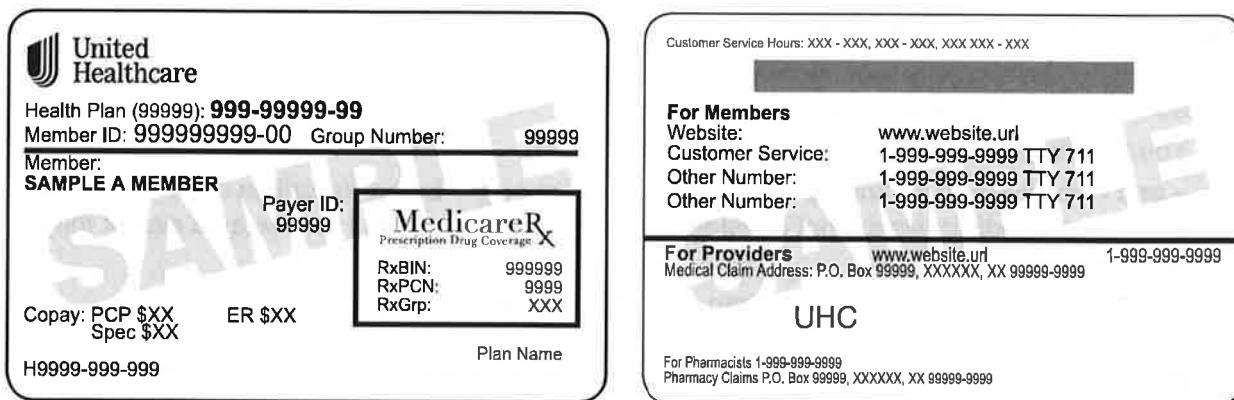 United
Healthcare
Health Plan (99999): 999-99999-99
Member ID: 999999999-00 Group Number: 99999
Member:
SAMPLE A MEMBER
Payer ID:
99999
MedicareRx
Prescription Drug Coverage
RxBIN: 999999
RxPCN: 9999
RxGrp: XXX
Copay: PCP $XX ER $XX
Spec $XX
H9999-999-999
Plan Name
SAMPLE
Customer Service Hours: XXX - XXX, XXX - XXX, XXX XXX - XXX
For Members
Website: www.website.url
Customer Service: 1-999-999-9999 TTY 711
Other Number: 1-999-999-9999 TTY 711
Other Number: 1-999-999-9999 TTY 711
For Providers www.website.url 1-999-999-9999
Medical Claim Address: P.O. Box 99999, XXXXXX, XX 99999-9999
UHC
For Pharmacists 1-999-999-9999
Pharmacy Claims P.O. Box 99999, XXXXXX, XX 99999-9999
SAMPLE